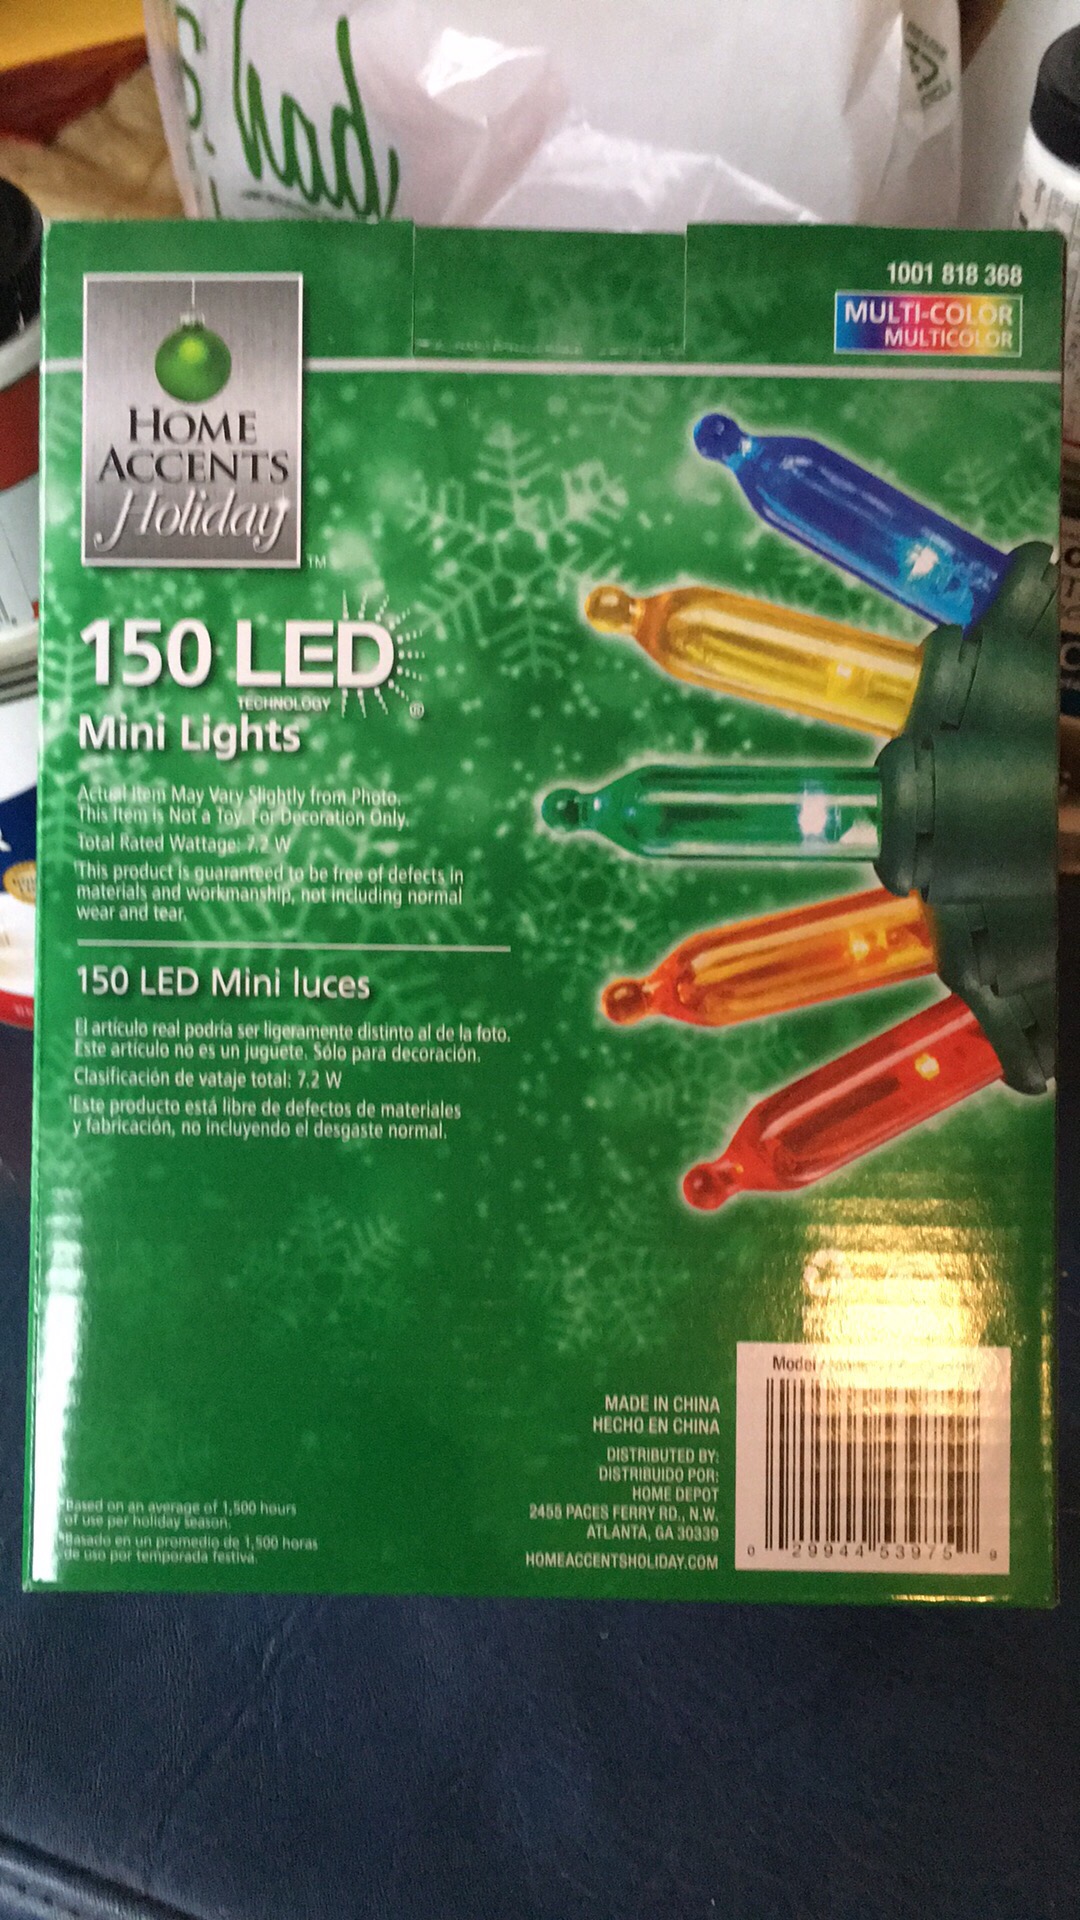 had
1001 818 368
MULTI-COLOR
MULTICOLOR
HOME
ACCENTS
Holiday
TM
150 LED
TECHNOLOGY
®
Mini Lights
Actual Item May Vary Slightly from Photo.
This Item is Not a Toy. For Decoration Only.
Total Rated Wattage: 7.2 W
¹This product is guaranteed to be free of defects in
materials and workmanship, not including normal
wear and tear.
150 LED Mini luces
El artículo real podría ser ligeramente distinto al de la foto.
Este artículo no es un juguete. Sólo para decoración.
Clasificación de vataje total: 7.2 W
¹Este producto está libre de defectos de materiales
y fabricación, no incluyendo el desgaste normal.
Based on an average of 1,500 hours
of use per holiday season.
Basado en un promedio de 1,500 horas
de uso por temporada festiva.
MADE IN CHINA
HECHO EN CHINA
DISTRIBUTED BY:
DISTRIBUIDO POR:
HOME DEPOT
2455 PACES FERRY RD., N.W.
ATLANTA, GA 30339
HOMEACCENTSHOLIDAY.COM
Model
0 29944 53975 9